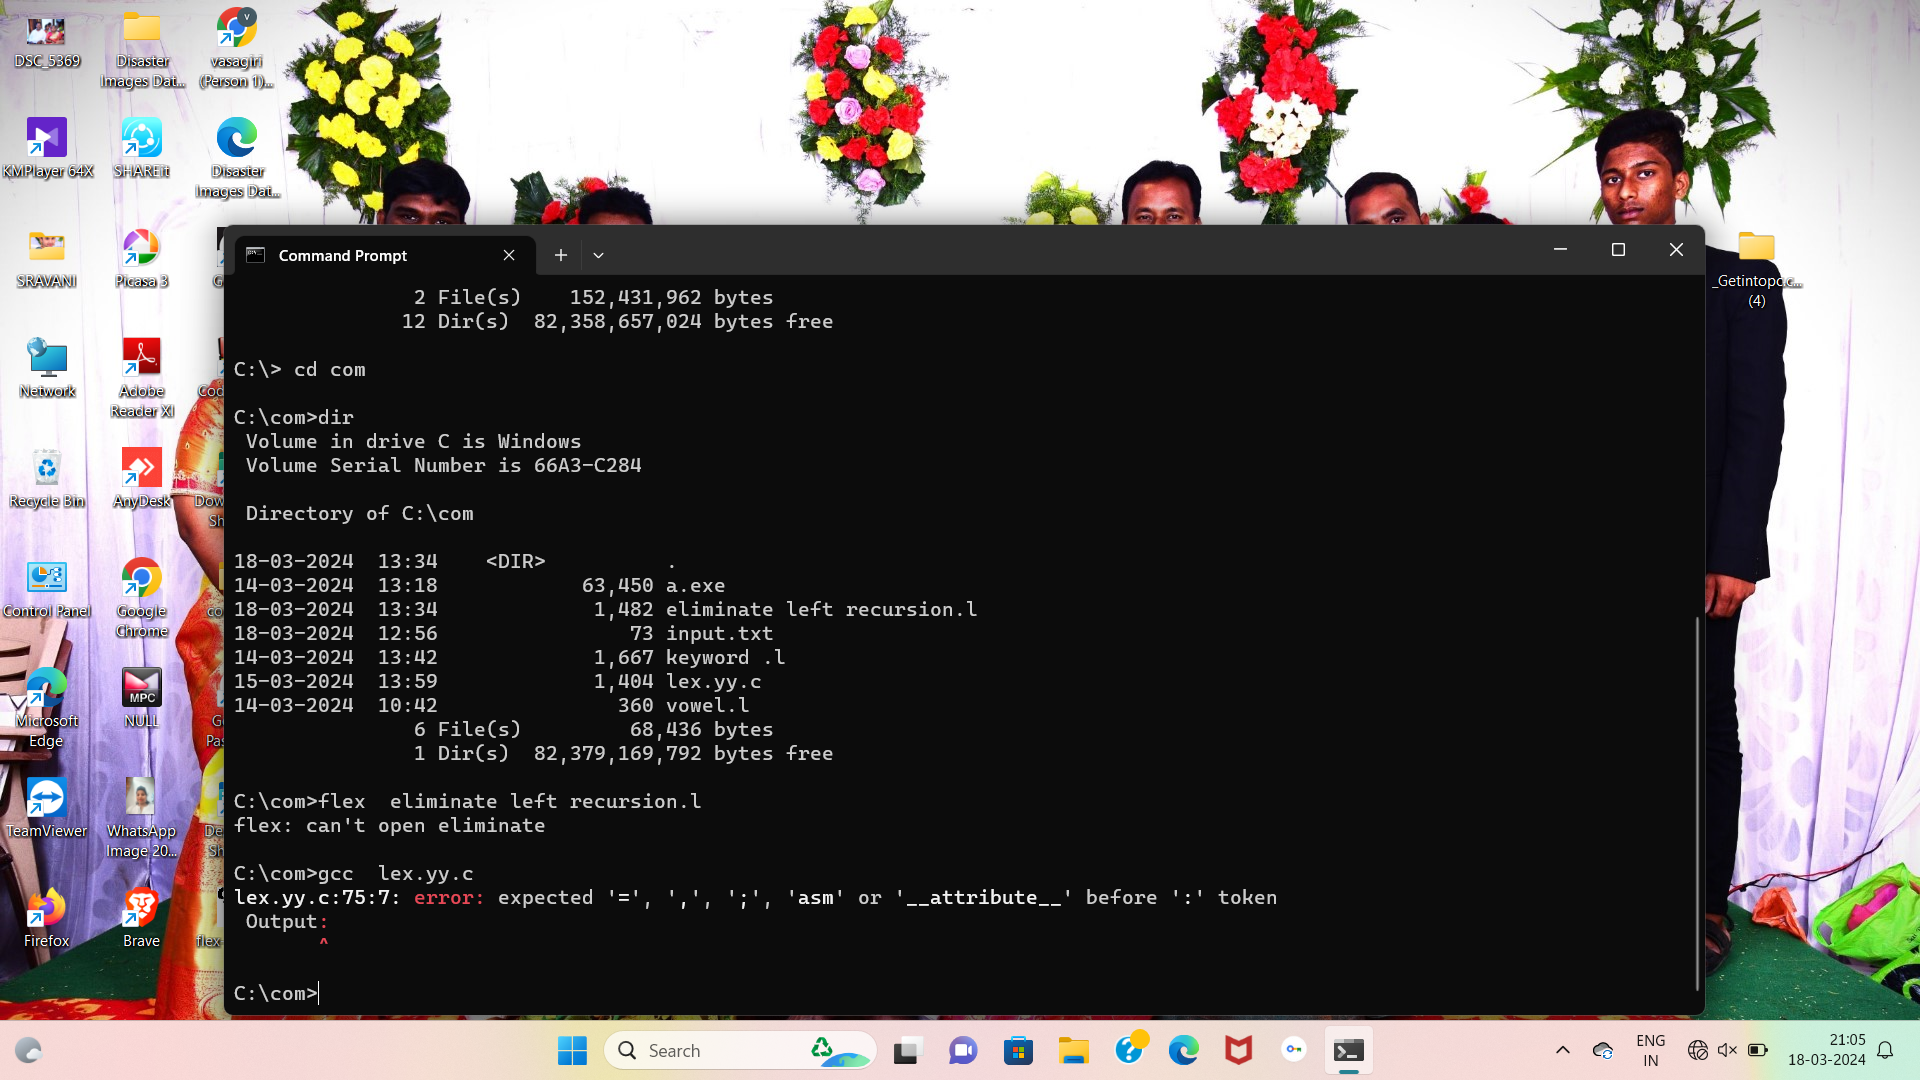 DSC_5369
Disaster
Images Dat...
vasagiri
(Person 1)...
KMPlayer 64X
SHAREit
Disaster
Images Dat...
SRAVANI
Picasa 3
_Getintopc.c...
(4)
Network
Adobe
Reader XI
Recycle Bin
AnyDesk
Control Panel
Google
Chrome
Microsoft
Edge
MPC
NULL
TeamViewer
WhatsApp
Image 20...
Firefox
Brave
flex
Command Prompt
2 File(s)    152,431,962 bytes
12 Dir(s)  82,358,657,024 bytes free
C:\> cd com
C:\com>dir
Volume in drive C is Windows
Volume Serial Number is 66A3-C284
Directory of C:\com
18-03-2024  13:34    <DIR>          .
14-03-2024  13:18            63,450 a.exe
18-03-2024  13:34             1,482 eliminate left recursion.l
18-03-2024  12:56                73 input.txt
14-03-2024  13:42             1,667 keyword .l
15-03-2024  13:59             1,404 lex.yy.c
14-03-2024  10:42               360 vowel.l
6 File(s)         68,436 bytes
1 Dir(s)  82,379,169,792 bytes free
C:\com>flex  eliminate left recursion.l
flex: can't open eliminate
C:\com>gcc  lex.yy.c
lex.yy.c:75:7: error: expected '=', ',', ';', 'asm' or '__attribute__' before ':' token
Output:
^
C:\com>
Search
ENG
IN
21:05
18-03-2024